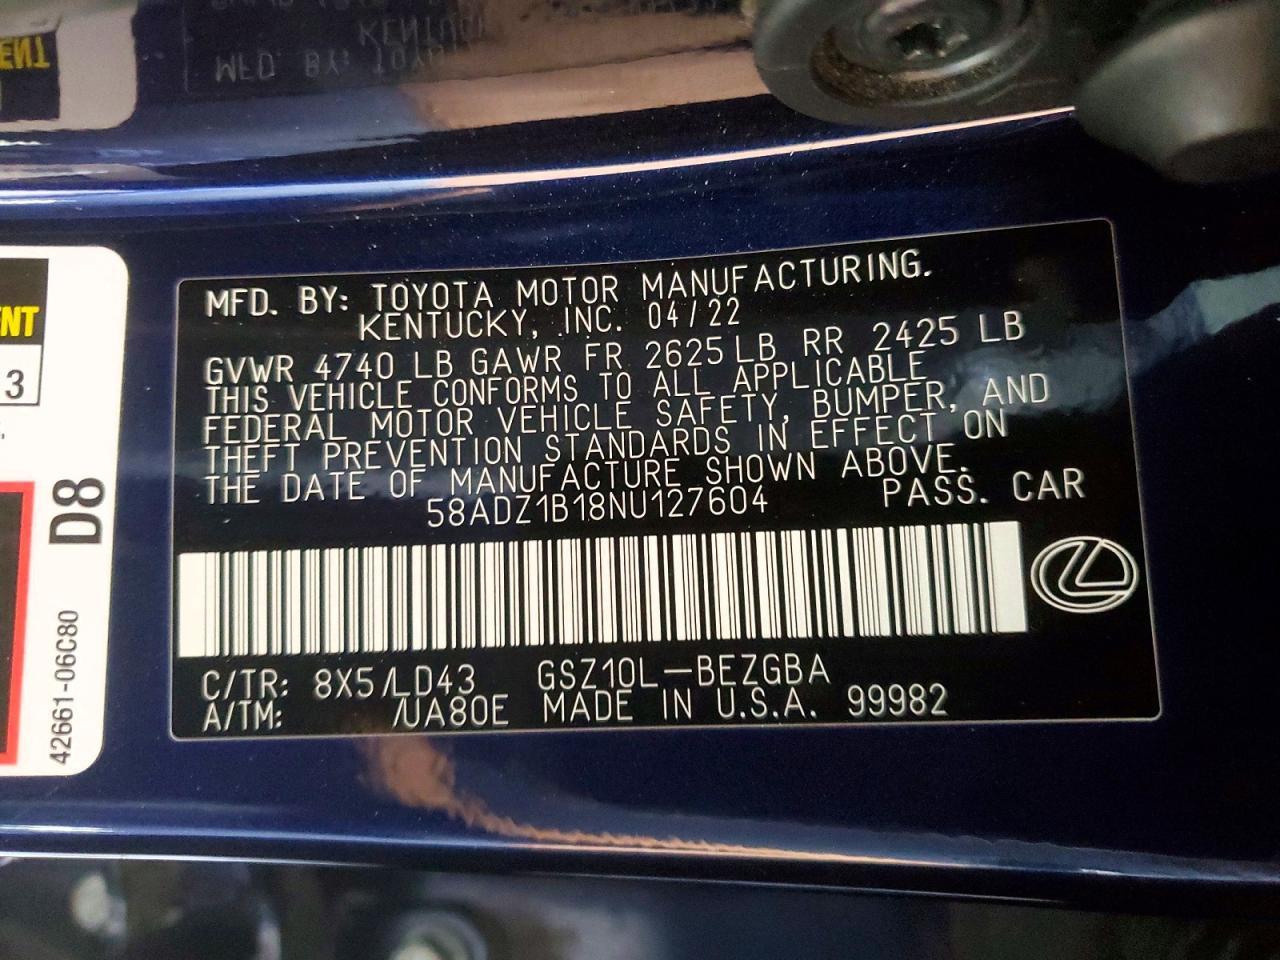 MFD. BY: TOYOTA MOTOR MANUFACTURING.
KENTUCKY, INC. 04/22
GVWR 4740 LB GAWR FR 2625 LB RR 2425 LB
THIS VEHICLE CONFORMS TO ALL APPLICABLE
FEDERAL MOTOR VEHICLE SAFETY, BUMPER, AND
THEFT PREVENTION STANDARDS IN EFFECT ON
THE DATE OF MANUFACTURE SHOWN ABOVE.
58ADZ1B18NU127604 PASS. CAR
C/TR: 8X5/LD43 GSZ10L-BEZGBA
A/TM: /UA80E MADE IN U.S.A. 99982
3
D8
42661-06C80